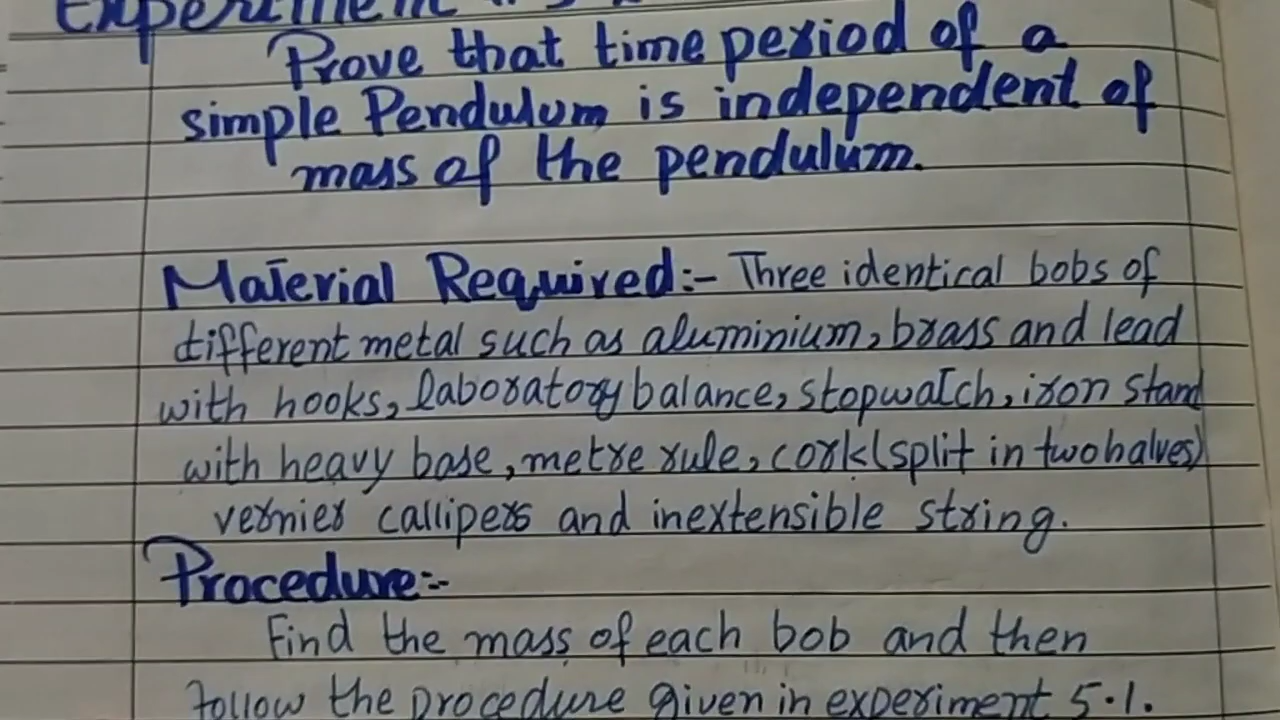 Experiment
Prove that time period of a
simple Pendulum is independent of
mass of the pendulum.
Material Required:- Three identical bobs of
different metal such as aluminium, brass and lead
with hooks, laboratory balance, stopwatch, iron stand
with heavy base, metre rule, cork (split in two halves)
vernier callipers and inextensible string.
Procedure:-
Find the mass of each bob and then
follow the procedure given in experiment 5.1.